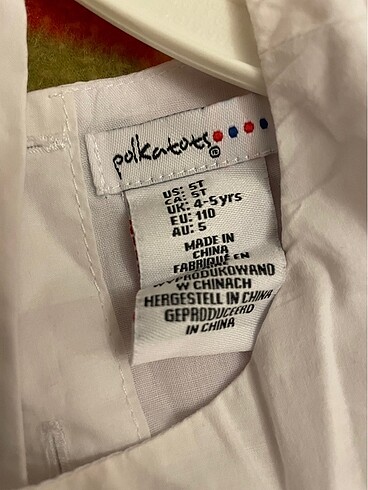 polkatots®
US: 5T
CA: 5T
UK: 4-5yrs
EU: 110
AU: 5
MADE IN
CHINA
FABRIQUÉ EN
WYPRODUKOWANO
W CHINACH
HERGESTELL IN CHINA
GEPRODUCEERD
IN CHINA